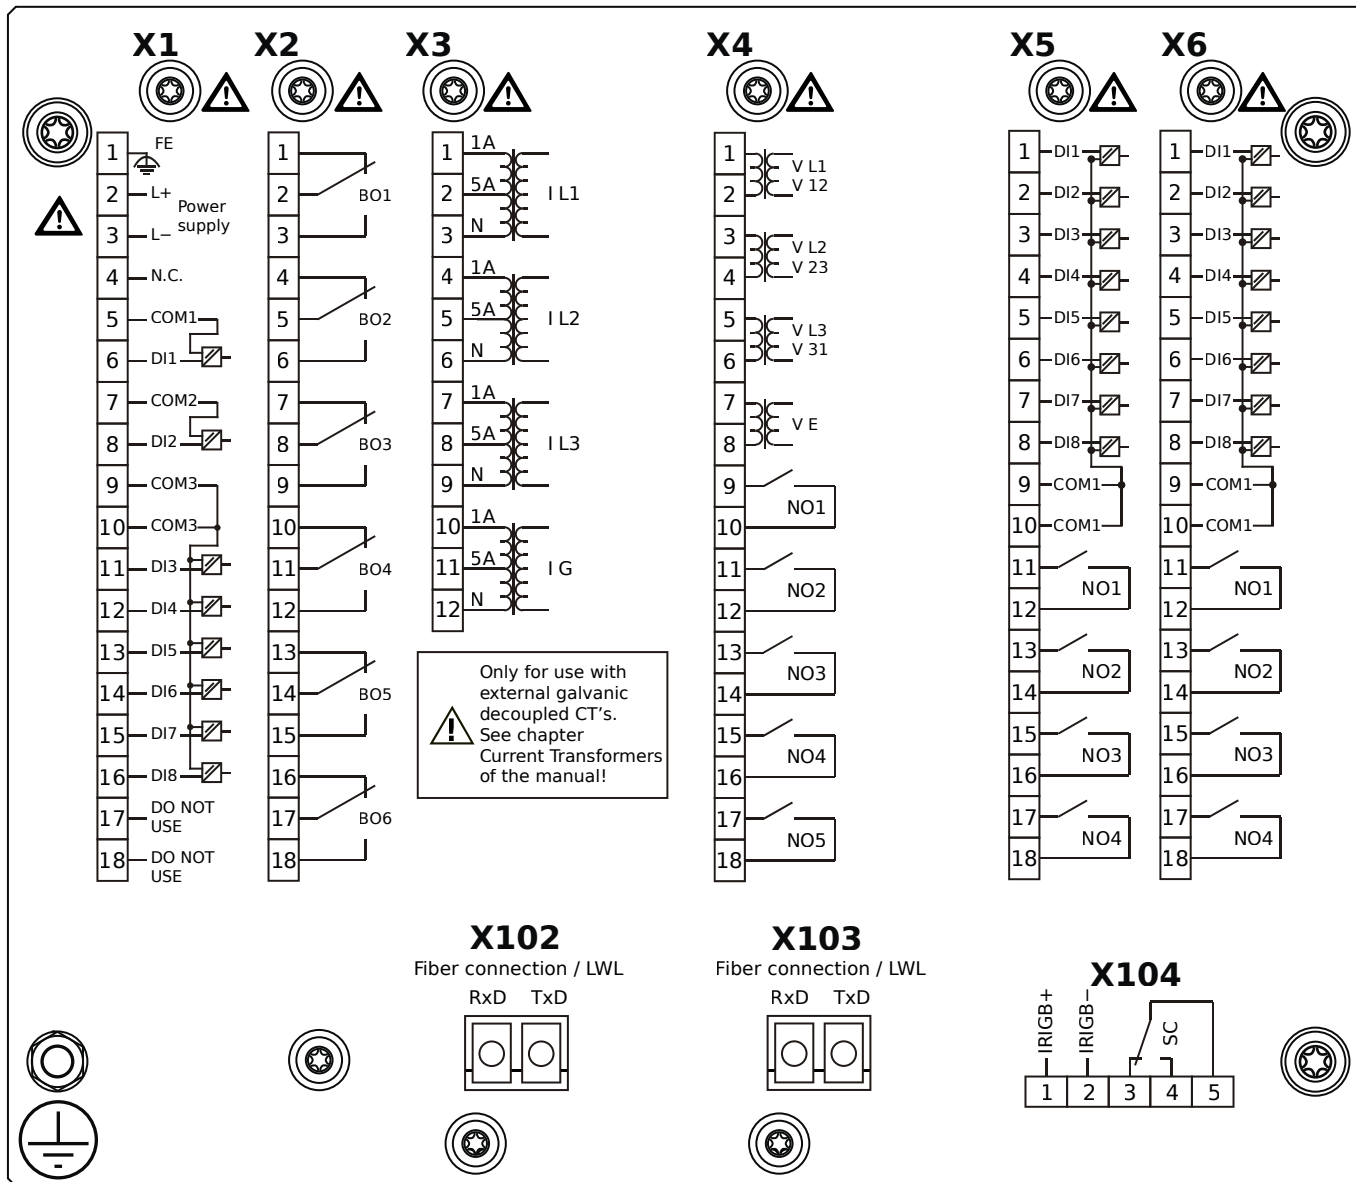 X1
X2
X3
X4
X5
X6
1 FE
2 L+
Power
supply
3 L−
4 N.C.
5 COM1
6 DI1
7 COM2
8 DI2
9 COM3
10 COM3
11 DI3
12 DI4
13 DI5
14 DI6
15 DI7
16 DI8
17 DO NOT
USE
18 DO NOT
USE
1
2 BO1
3
4
5 BO2
6
7
8 BO3
9
10
11 BO4
12
13
14 BO5
15
16
17 BO6
18
1 1A
2 5A I L1
3 N
4 1A
5 5A I L2
6 N
7 1A
8 5A I L3
9 N
10 1A
11 5A I G
12 N
Only for use with
external galvanic
decoupled CT's.
See chapter
Current Transformers
of the manual!
1 V L1
2 V 12
3 V L2
4 V 23
5 V L3
6 V 31
7
V E
8
9
NO1
10
11
NO2
12
13
NO3
14
15
NO4
16
17
NO5
18
1 DI1
2 DI2
3 DI3
4 DI4
5 DI5
6 DI6
7 DI7
8 DI8
9 COM1
10 COM1
11
NO1
12
13
NO2
14
15
NO3
16
17
NO4
18
1 DI1
2 DI2
3 DI3
4 DI4
5 DI5
6 DI6
7 DI7
8 DI8
9 COM1
10 COM1
11
NO1
12
13
NO2
14
15
NO3
16
17
NO4
18
X102
Fiber connection / LWL
RxD TxD
X103
Fiber connection / LWL
RxD TxD
X104
IRIGB+
IRIGB−
SC
1 2 3 4 5